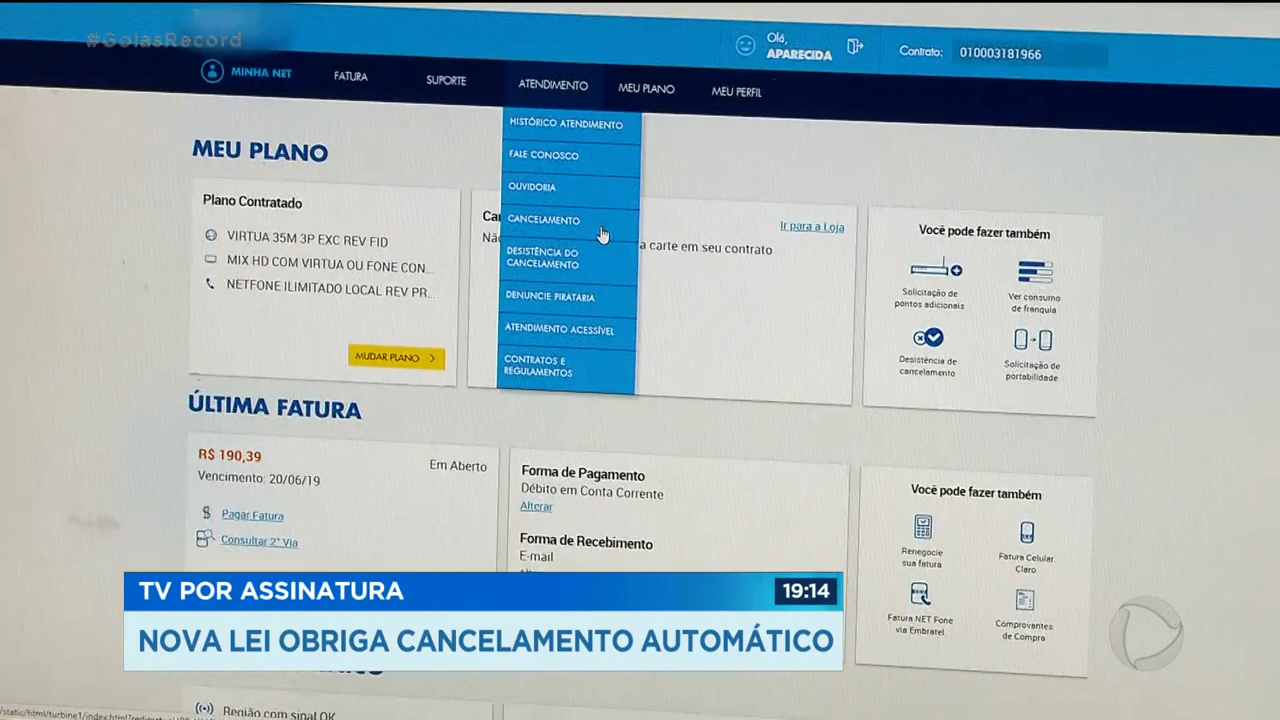 #GoiasRecord
Olá,
APARECIDA
Contrato:
010003181966
MINHA NET
FATURA
SUPORTE
ATENDIMENTO
MEU PLANO
MEU PERFIL
HISTÓRICO ATENDIMENTO
FALE CONOSCO
OUVIDORIA
CANCELAMENTO
DESISTÊNCIA DO
CANCELAMENTO
DENUNCIE PIRATARIA
ATENDIMENTO ACESSÍVEL
CONTRATOS E
REGULAMENTOS
MEU PLANO
Plano Contratado
VIRTUA 35M 3P EXC REV FID
MIX HD COM VIRTUA OU FONE CON...
NETFONE ILIMITADO LOCAL REV PR...
MUDAR PLANO
Ir para a Loja
a carte em seu contrato
Você pode fazer também
Solicitação de
pontos adicionais
Ver consumo
de franquia
Desistência de
cancelamento
Solicitação de
portabilidade
ÚLTIMA FATURA
R$ 190,39
Em Aberto
Vencimento: 20/06/19
Pagar Fatura
Consultar 2ª Via
Forma de Pagamento
Débito em Conta Corrente
Alterar
Forma de Recebimento
E-mail
Você pode fazer também
Renegocie
sua fatura
Fatura Celular
Claro
Fatura NET Fone
via Embratel
Comprovantes
de Compra
TV POR ASSINATURA
19:14
NOVA LEI OBRIGA CANCELAMENTO AUTOMÁTICO
Região com sinal OK